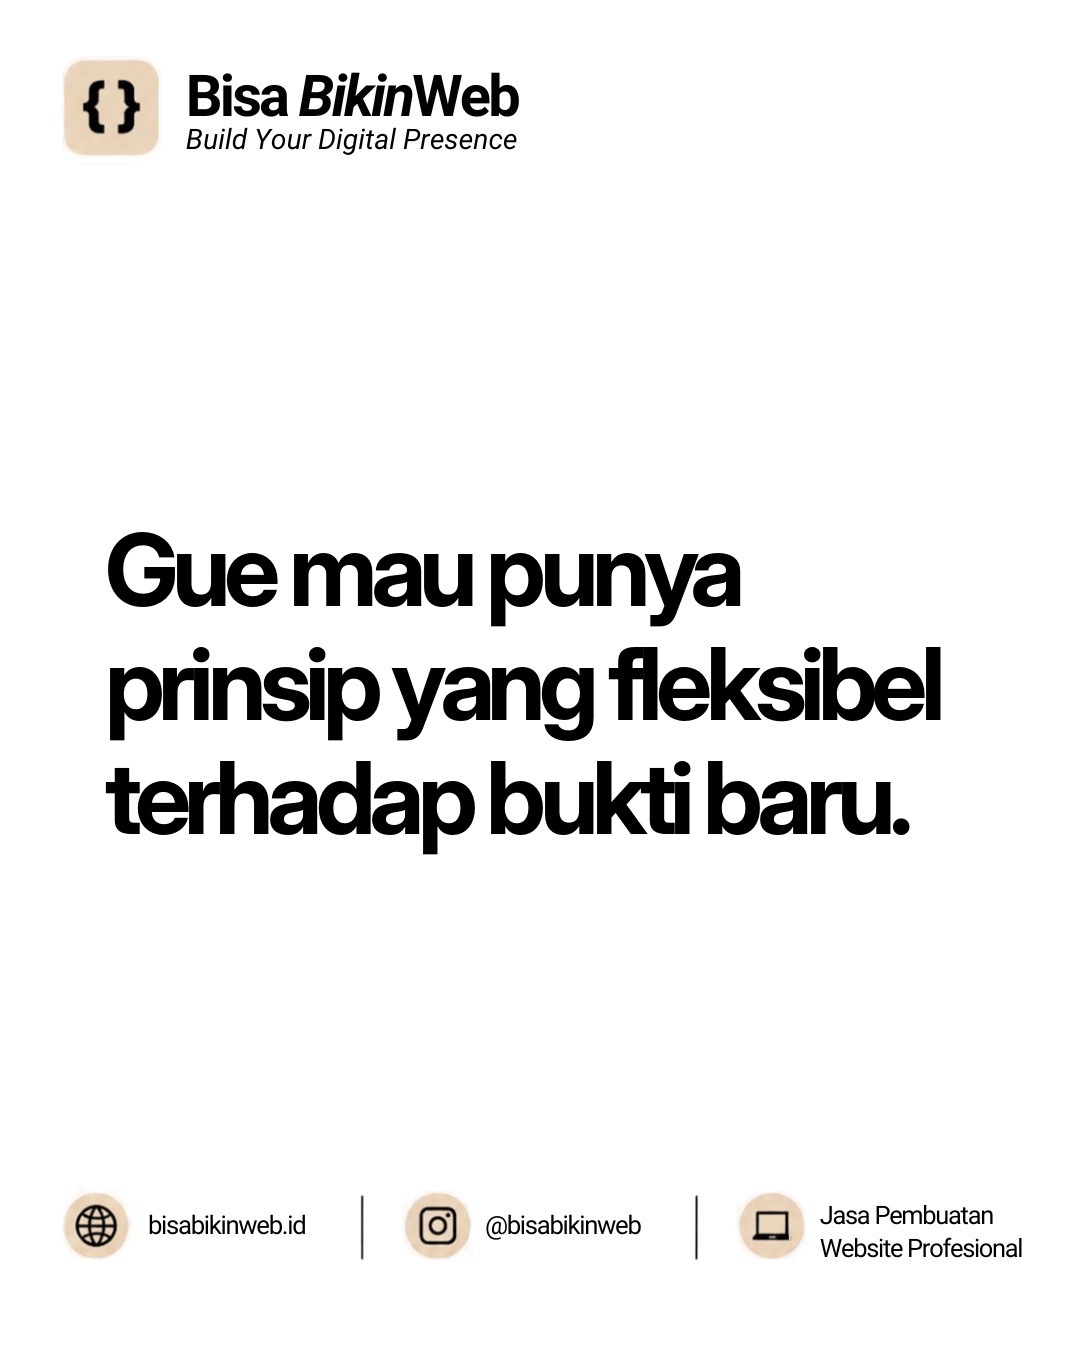 Bisa BikinWeb
Build Your Digital Presence
Gue mau punya
prinsip yang fleksibel
terhadap bukti baru.
bisabikinweb.id
@bisabikinweb
Jasa Pembuatan
Website Profesional